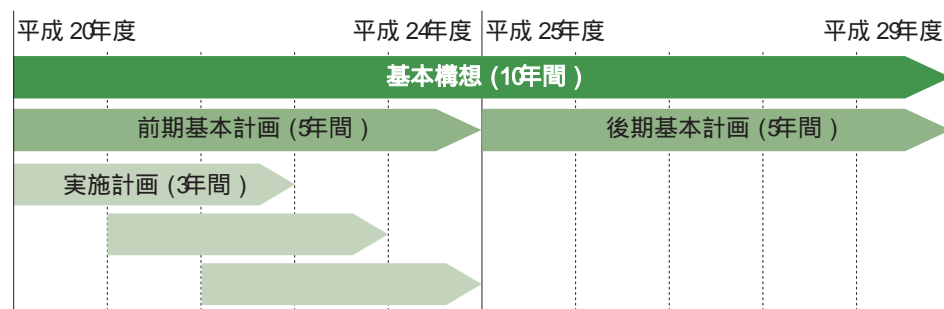 平成 20年度 平成 24年度 平成 25年度 平成 29年度
基本構想 (10年間 )
前期基本計画 (5年間 ) 後期基本計画 (5年間 )
実施計画 (3年間 )